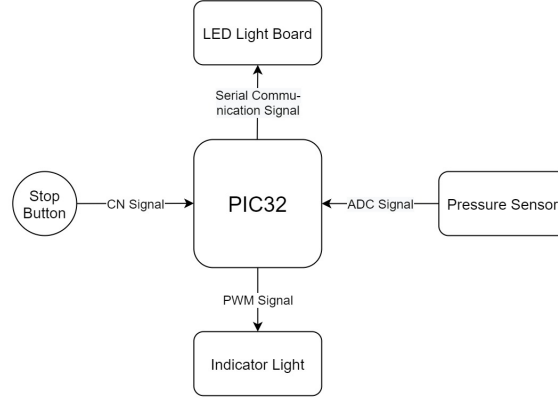 LED Light Board
Serial Commu-
nication Signal
Stop
Button
CN Signal
PIC32
ADC Signal
Pressure Sensor
PWM Signal
Indicator Light